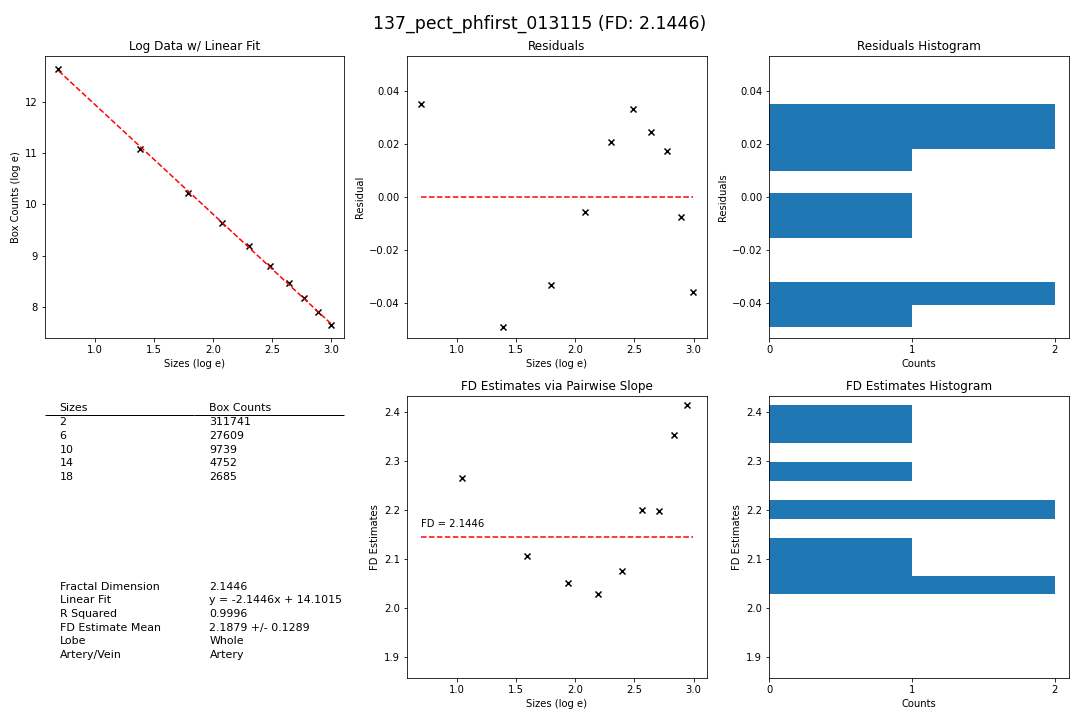 137_pect_phfirst_013115 (FD: 2.1446)
Log Data w/ Linear Fit
Box Counts (log e)
12
11
10
9
8
1.0 1.5 2.0 2.5 3.0
Sizes (log e)
Residuals
Residual
0.04
0.02
0.00
−0.02
−0.04
1.0 1.5 2.0 2.5 3.0
Sizes (log e)
Residuals Histogram
Residuals
0.04
0.02
0.00
−0.02
−0.04
0 1 2
Counts
Sizes Box Counts
2 311741
6 27609
10 9739
14 4752
18 2685
Fractal Dimension 2.1446
Linear Fit y = -2.1446x + 14.1015
R Squared 0.9996
FD Estimate Mean 2.1879 +/- 0.1289
Lobe Whole
Artery/Vein Artery
FD Estimates via Pairwise Slope
FD Estimates
2.4
2.3
2.2
2.1
2.0
1.9
FD = 2.1446
1.0 1.5 2.0 2.5 3.0
Sizes (log e)
FD Estimates Histogram
FD Estimates
2.4
2.3
2.2
2.1
2.0
1.9
0 1 2
Counts